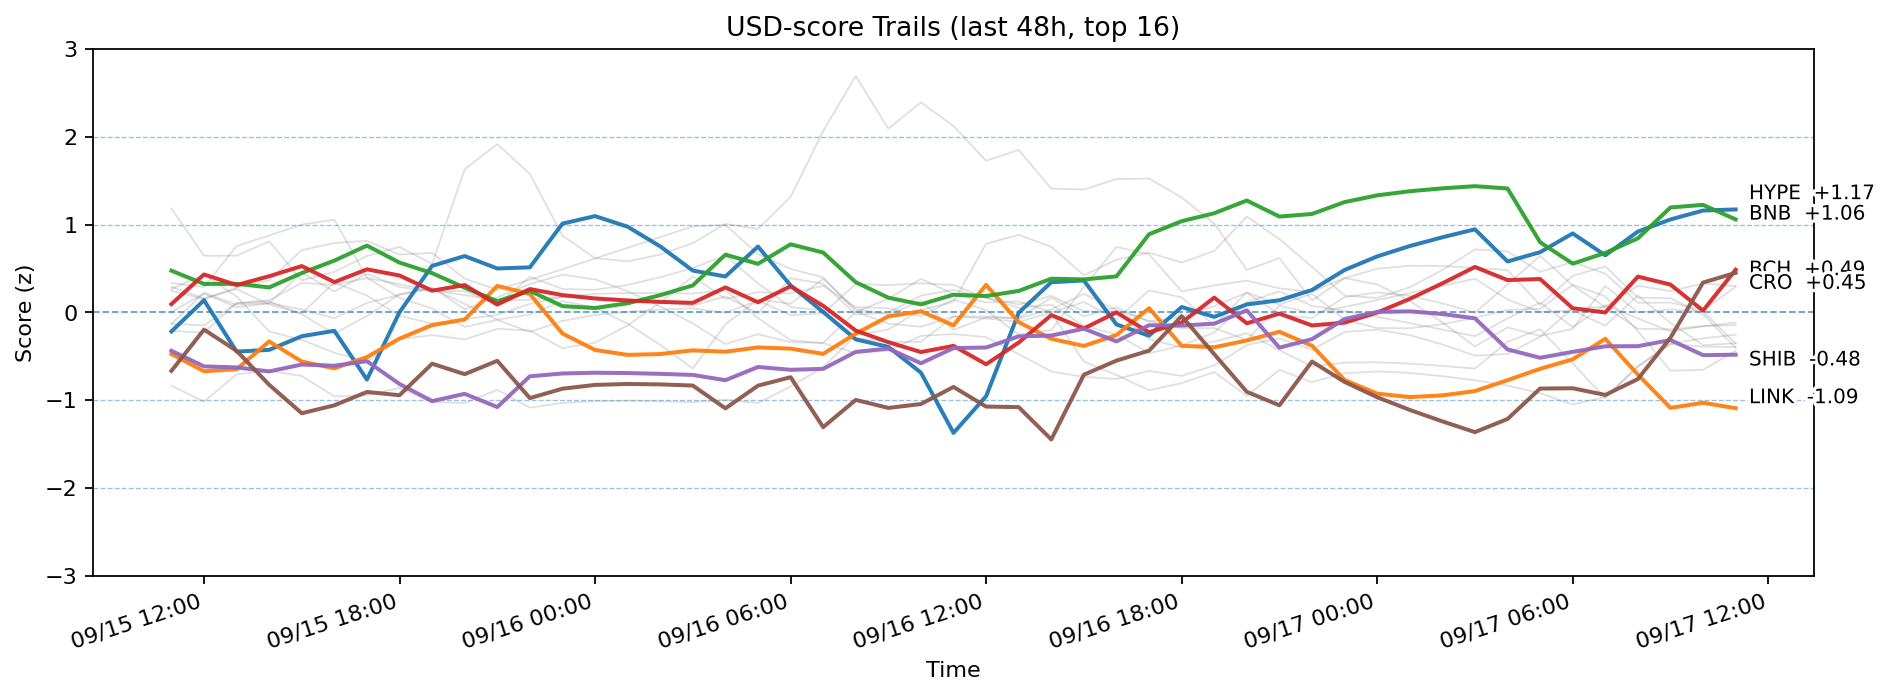 USD-score Trails (last 48h, top 16)
3
2
1
0
−1
−2
−3
Score (z)
HYPE +1.17
BNB +1.06
BCH +0.49
CRO +0.45
SHIB -0.48
LINK -1.09
09/15 12:00
09/15 18:00
09/16 00:00
09/16 06:00
09/16 12:00
09/16 18:00
09/17 00:00
09/17 06:00
09/17 12:00
Time